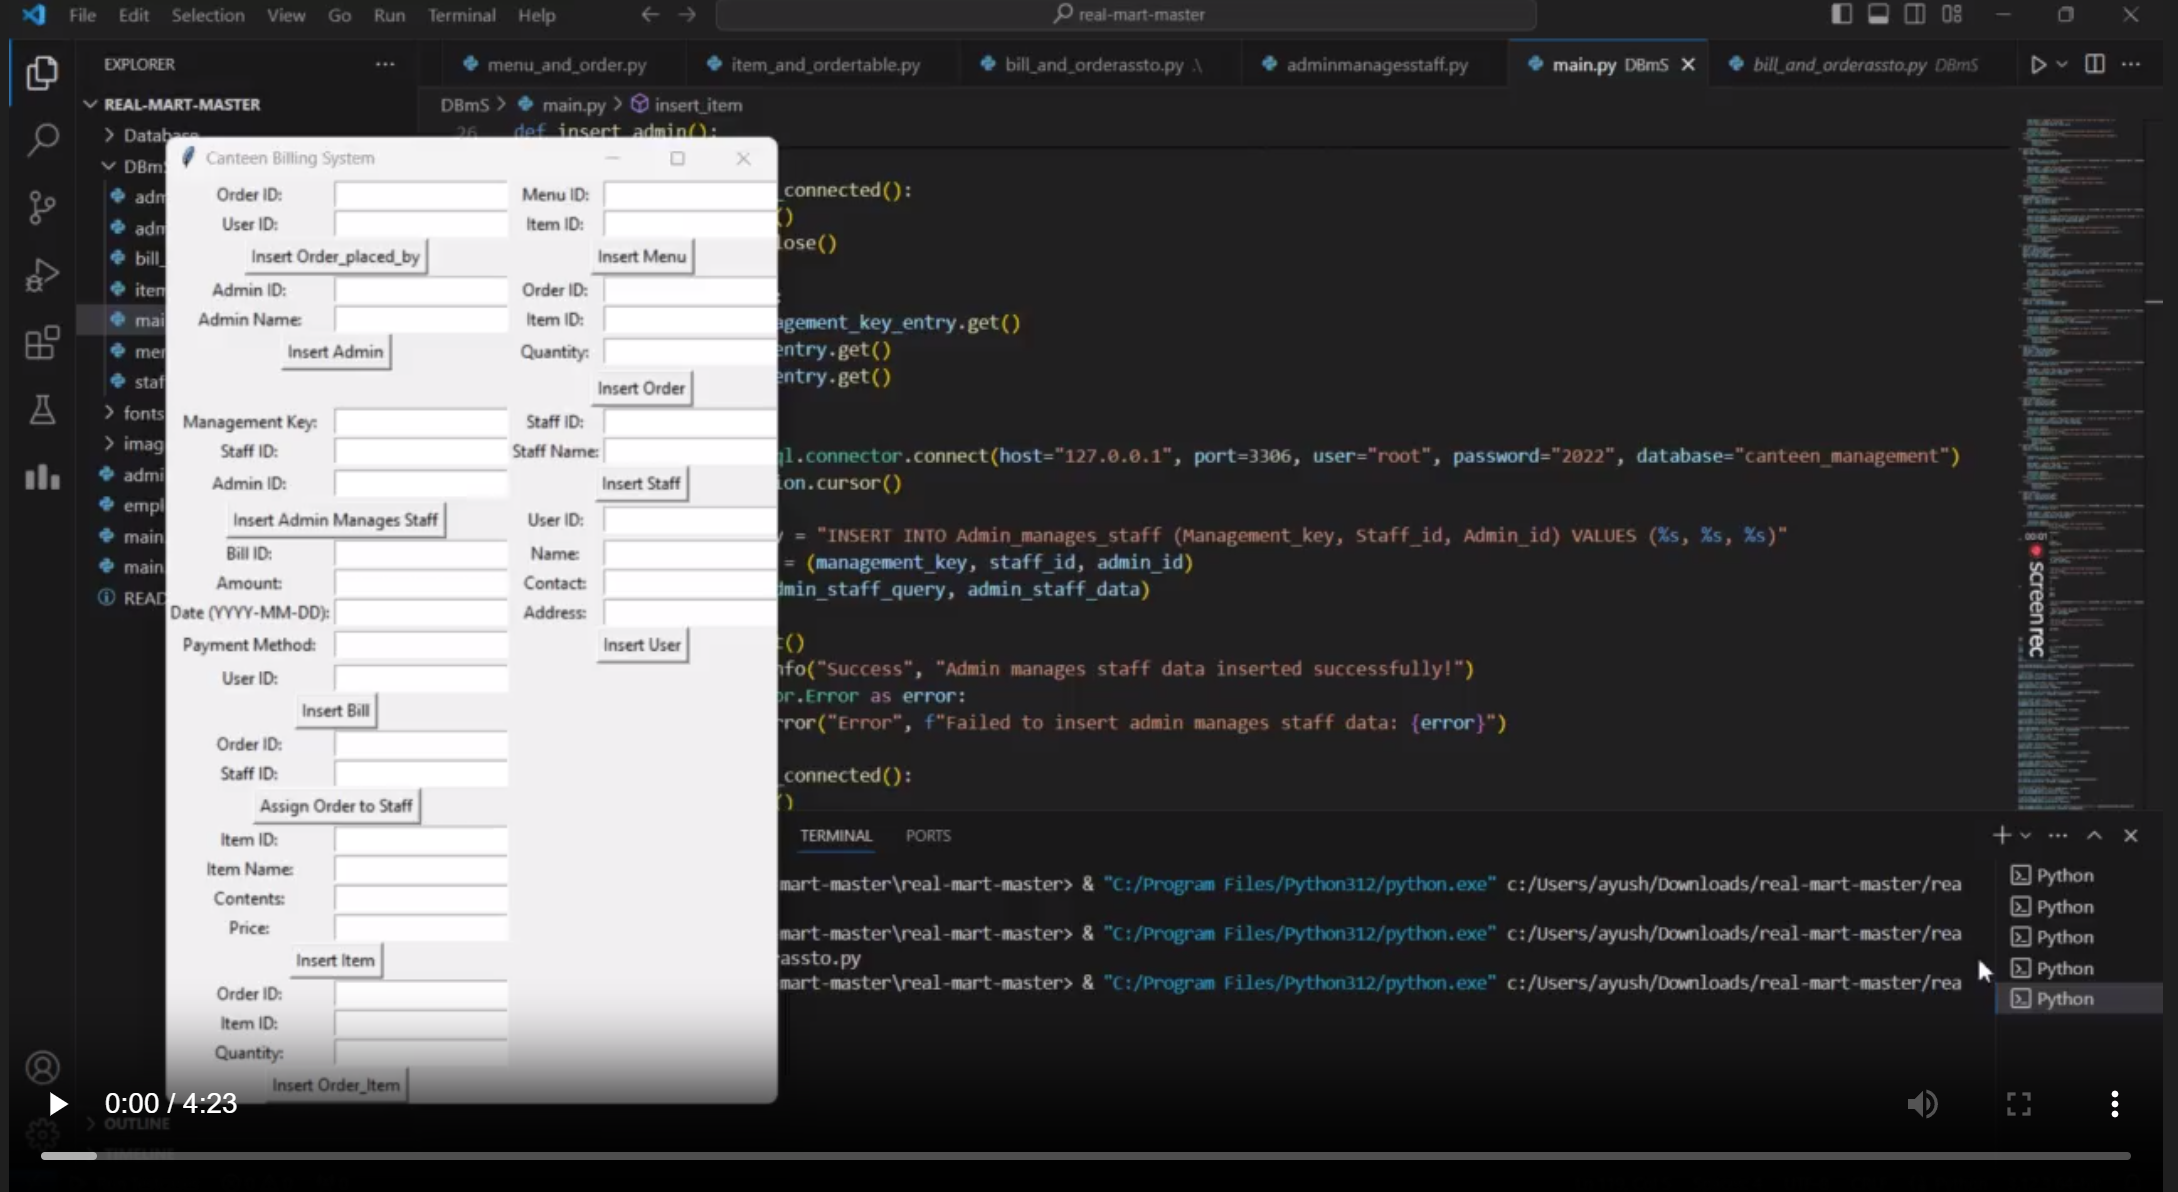 File Edit Selection View Go Run Terminal Help
real-mart-master
EXPLORER
menu_and_order.py
item_and_ordertable.py
bill_and_orderassto.py .\
adminmanagesstaff.py
main.py DBmS
bill_and_orderassto.py DBmS
REAL-MART-MASTER
DBmS > main.py > insert_item
26 def insert_admin():
Database
DBmS
adm
adm
bill_
item
mai
mer
staf
fonts
imag
admi
empl
main
main
READ
Canteen Billing System
Order ID:
User ID:
Insert Order_placed_by
Admin ID:
Admin Name:
Insert Admin
Management Key:
Staff ID:
Admin ID:
Insert Admin Manages Staff
Bill ID:
Amount:
Date (YYYY-MM-DD):
Payment Method:
User ID:
Insert Bill
Order ID:
Staff ID:
Assign Order to Staff
Item ID:
Item Name:
Contents:
Price:
Insert Item
Order ID:
Item ID:
Quantity:
Insert Order_Item
Menu ID:
Item ID:
Insert Menu
Order ID:
Item ID:
Quantity:
Insert Order
Staff ID:
Staff Name:
Insert Staff
User ID:
Name:
Contact:
Address:
Insert User
_connected():
()
lose()
:
agement_key_entry.get()
entry.get()
entry.get()
ql.connector.connect(host="127.0.0.1", port=3306, user="root", password="2022", database="canteen_management")
ion.cursor()
y = "INSERT INTO Admin_manages_staff (Management_key, Staff_id, Admin_id) VALUES (%s, %s, %s)"
= (management_key, staff_id, admin_id)
dmin_staff_query, admin_staff_data)
t()
nfo("Success", "Admin manages staff data inserted successfully!")
or.Error as error:
rror("Error", f"Failed to insert admin manages staff data: {error}")
_connected():
()
00:01
screen rec
TERMINAL PORTS
mart-master\real-mart-master> & "C:/Program Files/Python312/python.exe" c:/Users/ayush/Downloads/real-mart-master/rea
mart-master\real-mart-master> & "C:/Program Files/Python312/python.exe" c:/Users/ayush/Downloads/real-mart-master/rea
assto.py
mart-master\real-mart-master> & "C:/Program Files/Python312/python.exe" c:/Users/ayush/Downloads/real-mart-master/rea
Python
Python
Python
Python
Python
0:00 / 4:23
OUTLINE
TIMELINE